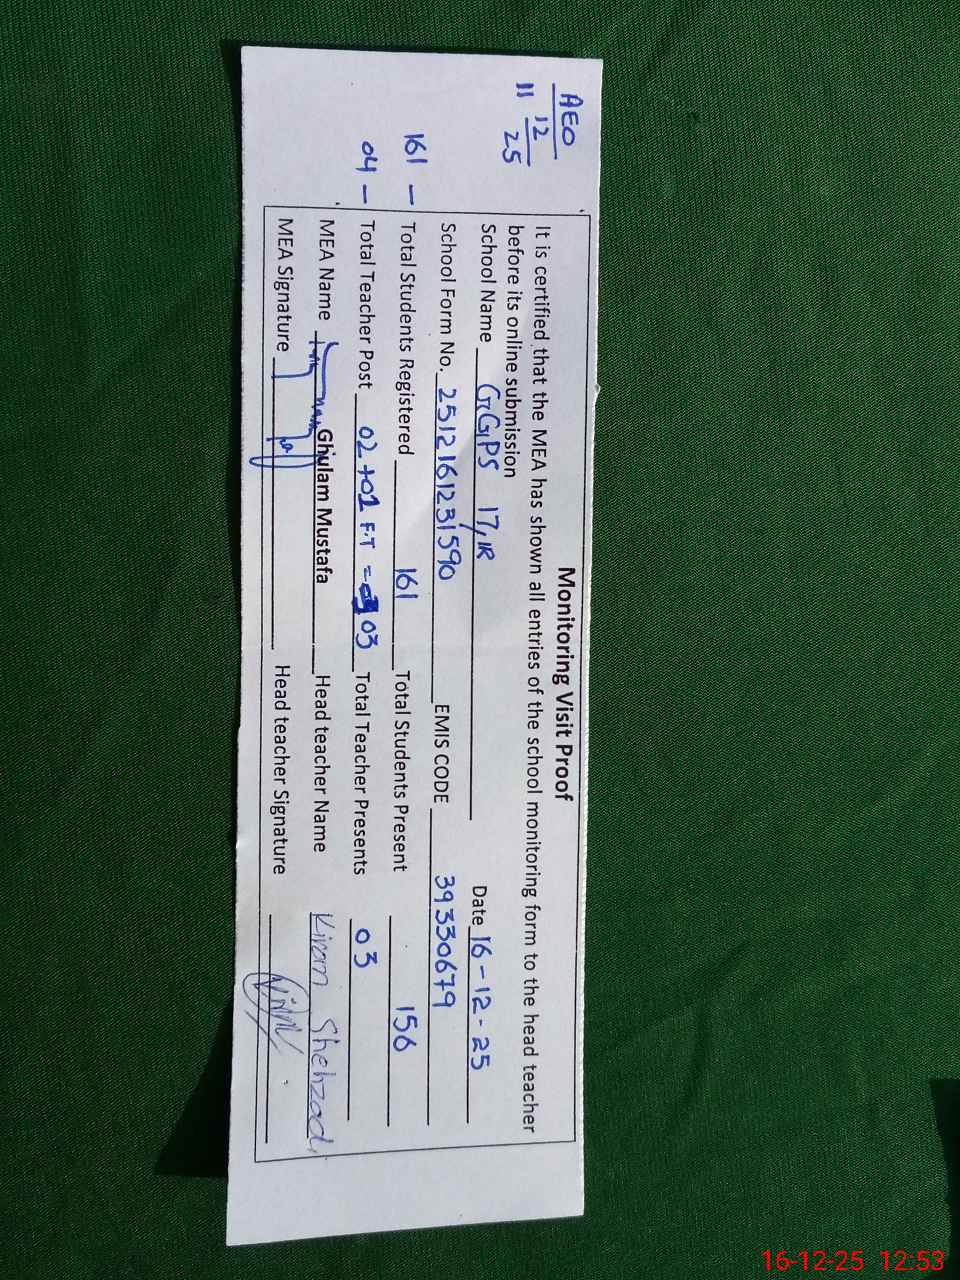 AEO
11 12
25
161 –
04 –
Monitoring Visit Proof
It is certified that the MEA has shown all entries of the school monitoring form to the head teacher
before its online submission
School Name GGPS 17, 1R Date 16-12-25
School Form No. 2512161231590 EMIS CODE 39330679
Total Students Registered 161 Total Students Present 156
Total Teacher Post 02+01 F.T = 03 Total Teacher Presents 03
MEA Name Ghulam Mustafa Head teacher Name Kiram Shehzadi
MEA Signature Head teacher Signature
16-12-25 12:53